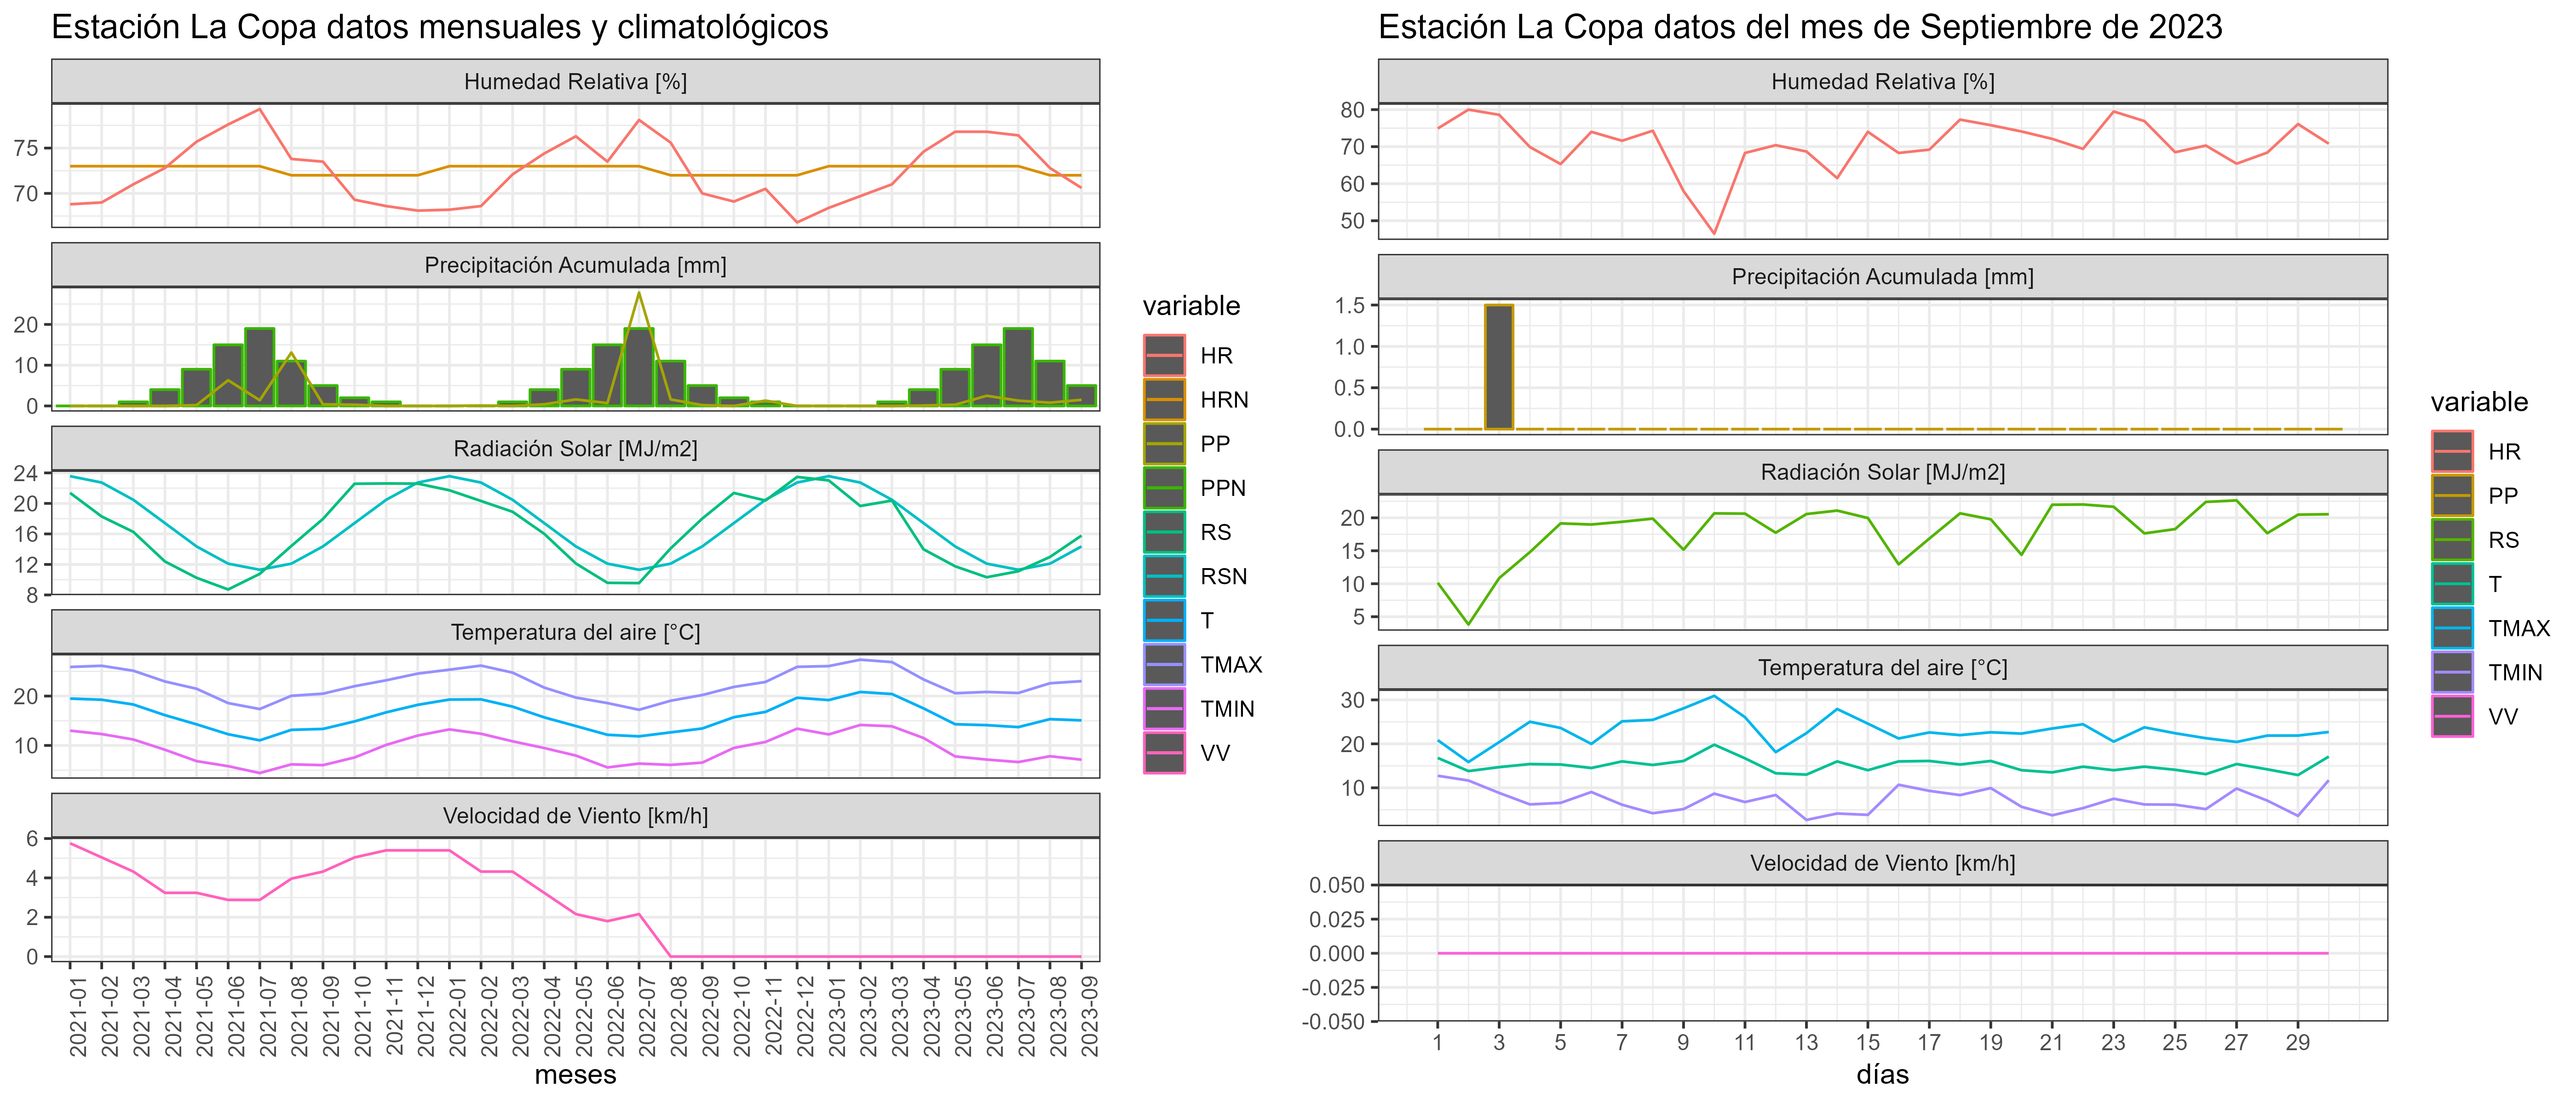 Estación La Copa datos mensuales y climatológicos
Humedad Relativa [%]
75
70
Precipitación Acumulada [mm]
20
10
0
Radiación Solar [MJ/m2]
24
20
16
12
8
Temperatura del aire [°C]
20
10
Velocidad de Viento [km/h]
6
4
2
0
2021-01
2021-02
2021-03
2021-04
2021-05
2021-06
2021-07
2021-08
2021-09
2021-10
2021-11
2021-12
2022-01
2022-02
2022-03
2022-04
2022-05
2022-06
2022-07
2022-08
2022-09
2022-10
2022-11
2022-12
2023-01
2023-02
2023-03
2023-04
2023-05
2023-06
2023-07
2023-08
2023-09
meses
variable
HR
HRN
PP
PPN
RS
RSN
T
TMAX
TMIN
VV
Estación La Copa datos del mes de Septiembre de 2023
Humedad Relativa [%]
80
70
60
50
Precipitación Acumulada [mm]
1.5
1.0
0.5
0.0
Radiación Solar [MJ/m2]
20
15
10
5
Temperatura del aire [°C]
30
20
10
Velocidad de Viento [km/h]
0.050
0.025
0.000
-0.025
-0.050
1 3 5 7 9 11 13 15 17 19 21 23 25 27 29
días
variable
HR
PP
RS
T
TMAX
TMIN
VV